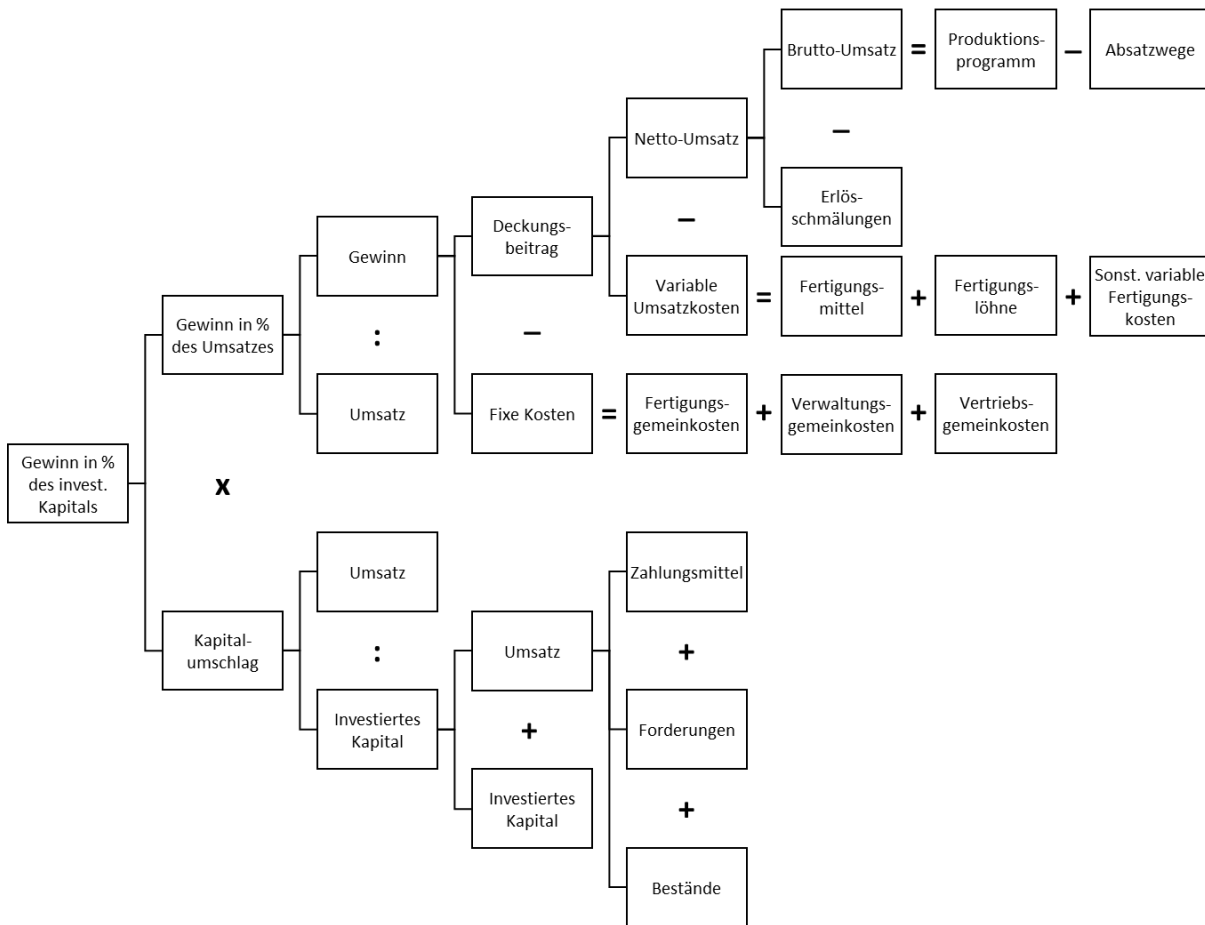 Brutto-Umsatz
=
Produktions-
programm
–
Absatzwege
Netto-Umsatz
–
Erlös-
schmälungen
Deckungs-
beitrag
–
Gewinn
Variable
Umsatzkosten
=
Fertigungs-
mittel
+
Fertigungs-
löhne
+
Sonst. variable
Fertigungs-
kosten
Gewinn in %
des Umsatzes
:
–
Umsatz
Fixe Kosten
=
Fertigungs-
gemeinkosten
+
Verwaltungs-
gemeinkosten
+
Vertriebs-
gemeinkosten
Gewinn in %
des invest.
Kapitals
x
Umsatz
Zahlungsmittel
Kapital-
umschlag
:
Umsatz
+
Investiertes
Kapital
+
Forderungen
Investiertes
Kapital
+
Bestände